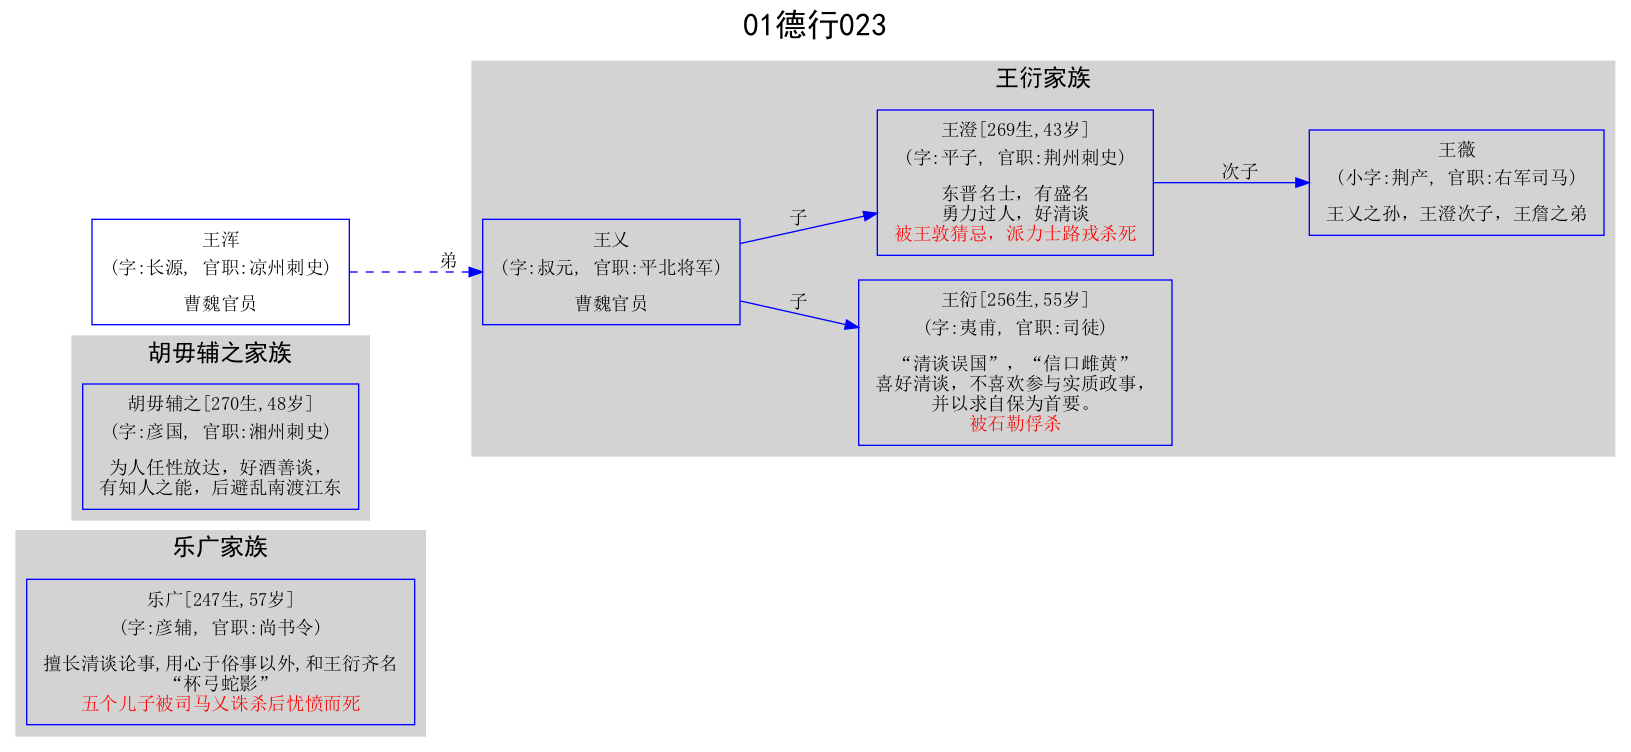 01德行023
王衍家族
王澄[269生,43岁]
(字:平子, 官职:荆州刺史)
东晋名士，有盛名
勇力过人，好清谈
被王敦猜忌，派力士路戎杀死
次子
王薇
(小字:荆产, 官职:右军司马)
王乂之孙，王澄次子，王詹之弟
王浑
(字:长源, 官职:凉州刺史)
曹魏官员
弟
王乂
(字:叔元, 官职:平北将军)
曹魏官员
子
子
王衍[256生,55岁]
(字:夷甫, 官职:司徒)
“清谈误国”，“信口雌黄”
喜好清谈，不喜欢参与实质政事，
并以求自保为首要。
被石勒俘杀
胡毋辅之家族
胡毋辅之[270生,48岁]
(字:彦国, 官职:湘州刺史)
为人任性放达，好酒善谈，
有知人之能，后避乱南渡江东
乐广家族
乐广[247生,57岁]
(字:彦辅, 官职:尚书令)
擅长清谈论事,用心于俗事以外,和王衍齐名
“杯弓蛇影”
五个儿子被司马乂诛杀后忧愤而死